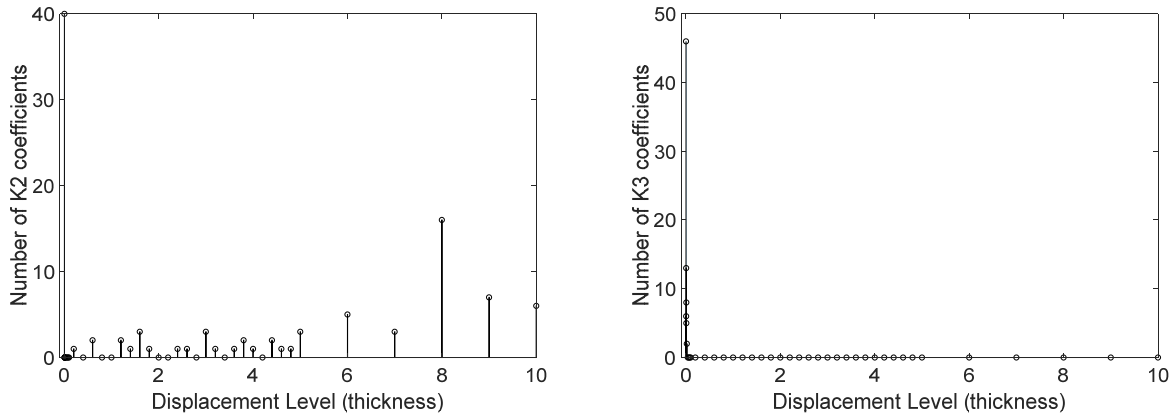 40
30
20
10
0
0 2 4 6 8 10
Number of K2 coefficients
Displacement Level (thickness)
50
40
30
20
10
0
0 2 4 6 8 10
Number of K3 coefficients
Displacement Level (thickness)